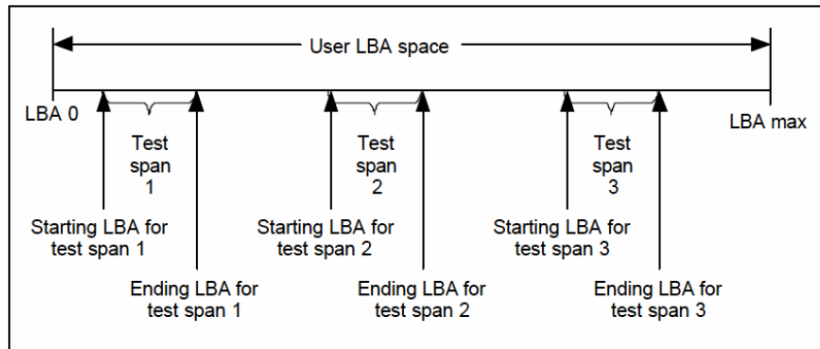 User LBA space
LBA 0
LBA max
Test
span
1
Test
span
2
Test
span
3
Starting LBA for
test span 1
Starting LBA for
test span 2
Starting LBA for
test span 3
Ending LBA for
test span 1
Ending LBA for
test span 2
Ending LBA for
test span 3